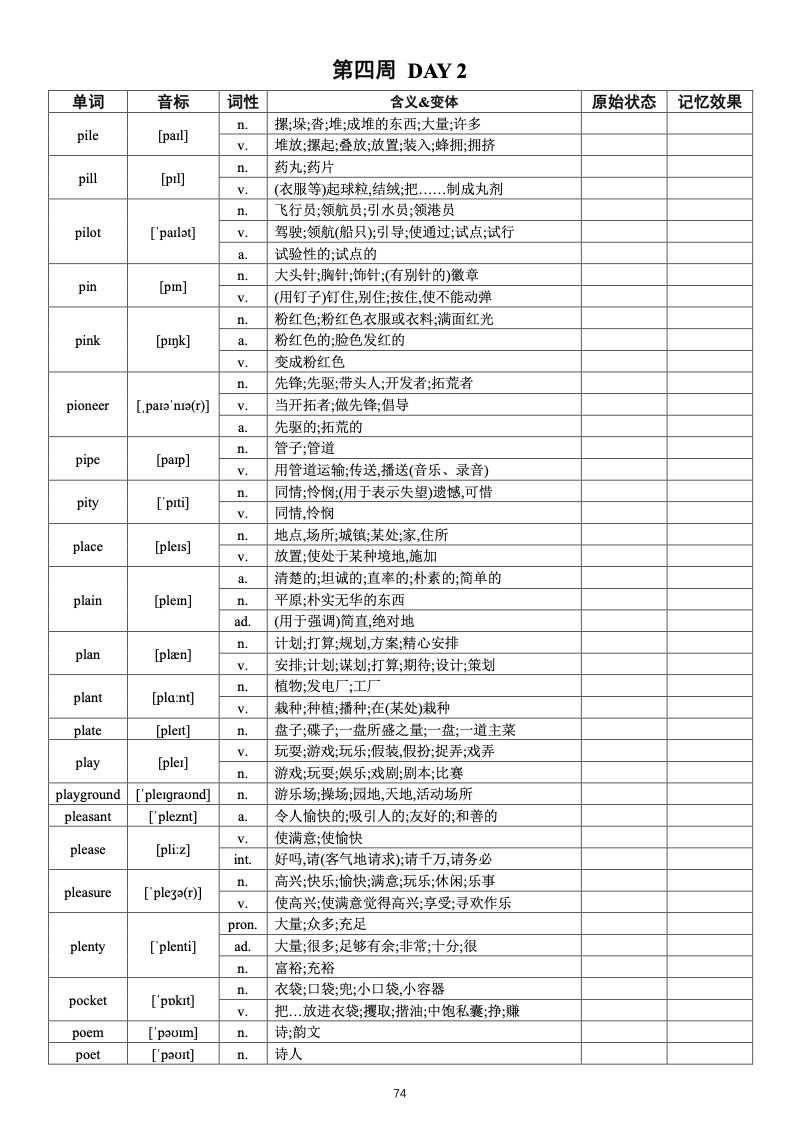 第四周 DAY 2
单词 音标 词性 含义&变体 原始状态 记忆效果
pile [paɪl] n. 摞;垛;沓;堆;成堆的东西;大量;许多
v. 堆放;摞起;叠放;放置;装入;蜂拥;拥挤
pill [pɪl] n. 药丸;药片
v. (衣服等)起球粒,结绒;把……制成丸剂
pilot [ˈpaɪlət] n. 飞行员;领航员;引水员;领港员
v. 驾驶;领航(船只);引导;使通过;试点;试行
a. 试验性的;试点的
pin [pɪn] n. 大头针;胸针;饰针;(有别针的)徽章
v. (用钉子)钉住,别住;按住,使不能动弹
pink [pɪŋk] n. 粉红色;粉红色衣服或衣料;满面红光
a. 粉红色的;脸色发红的
v. 变成粉红色
pioneer [ˌpaɪəˈnɪə(r)] n. 先锋;先驱;带头人;开发者;拓荒者
v. 当开拓者;做先锋;倡导
a. 先驱的;拓荒的
pipe [paɪp] n. 管子;管道
v. 用管道运输;传送,播送(音乐、录音)
pity [ˈpɪti] n. 同情;怜悯;(用于表示失望)遗憾,可惜
v. 同情,怜悯
place [pleɪs] n. 地点,场所;城镇;某处;家,住所
v. 放置;使处于某种境地,施加
plain [pleɪn] a. 清楚的;坦诚的;直率的;朴素的;简单的
n. 平原;朴实无华的东西
ad. (用于强调)简直,绝对地
plan [plæn] n. 计划;打算;规划,方案;精心安排
v. 安排;计划;谋划;打算;期待;设计;策划
plant [plɑːnt] n. 植物;发电厂;工厂
v. 栽种;种植;播种;在(某处)栽种
plate [pleɪt] n. 盘子;碟子;一盘所盛之量;一盘;一道主菜
play [pleɪ] v. 玩耍;游戏;玩乐;假装,假扮;捉弄;戏弄
n. 游戏;玩耍;娱乐;戏剧;剧本;比赛
playground [ˈpleɪɡraʊnd] n. 游乐场;操场;园地,天地,活动场所
pleasant [ˈpleznt] a. 令人愉快的;吸引人的;友好的;和善的
please [pliːz] v. 使满意;使愉快
int. 好吗,请(客气地请求);请千万,请务必
pleasure [ˈpleʒə(r)] n. 高兴;快乐;愉快;满意;玩乐;休闲;乐事
v. 使高兴;使满意觉得高兴;享受;寻欢作乐
plenty [ˈplenti] pron. 大量;众多;充足
ad. 大量;很多;足够有余;非常;十分;很
n. 富裕;充裕
pocket [ˈpɒkɪt] n. 衣袋;口袋;兜;小口袋,小容器
v. 把…放进衣袋;攫取;揩油;中饱私囊;挣;赚
poem [ˈpəʊɪm] n. 诗;韵文
poet [ˈpəʊɪt] n. 诗人
74